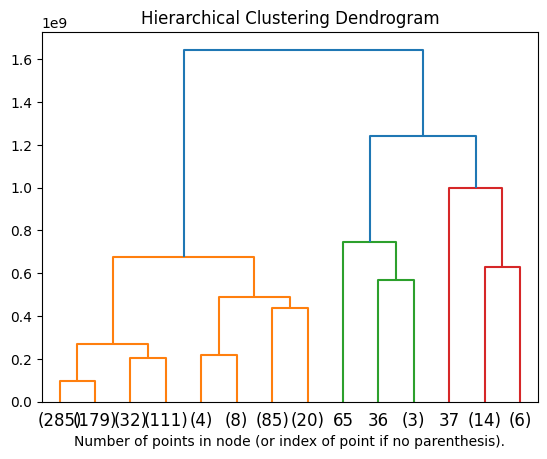 Hierarchical Clustering Dendrogram
1e9
1.6
1.4
1.2
1.0
0.8
0.6
0.4
0.2
0.0
(285) (179) (32) (111) (4) (8) (85) (20) 65 36 (3) 37 (14) (6)
Number of points in node (or index of point if no parenthesis).